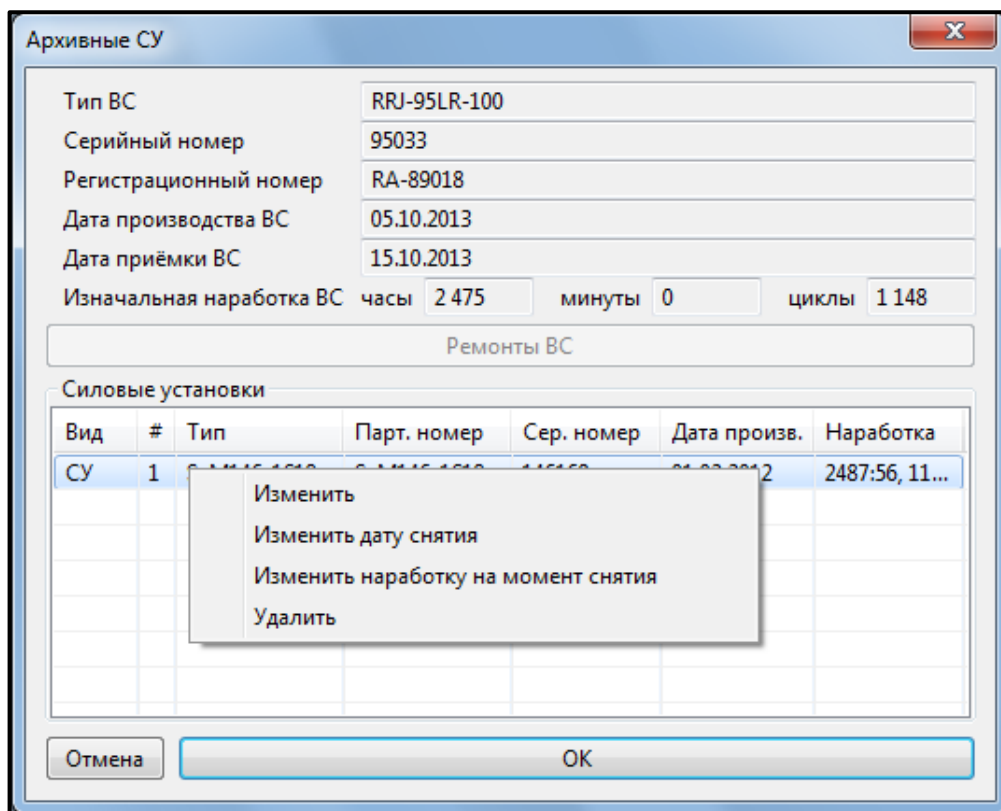 Архивные СУ
Тип ВС RRJ-95LR-100
Серийный номер 95033
Регистрационный номер RA-89018
Дата производства ВС 05.10.2013
Дата приёмки ВС 15.10.2013
Изначальная наработка ВС часы 2 475 минуты 0 циклы 1 148
Ремонты ВС
Силовые установки
Вид # Тип Парт. номер Сер. номер Дата произв. Наработка
СУ 1 2487:56, 11...
Изменить
Изменить дату снятия
Изменить наработку на момент снятия
Удалить
Отмена OK